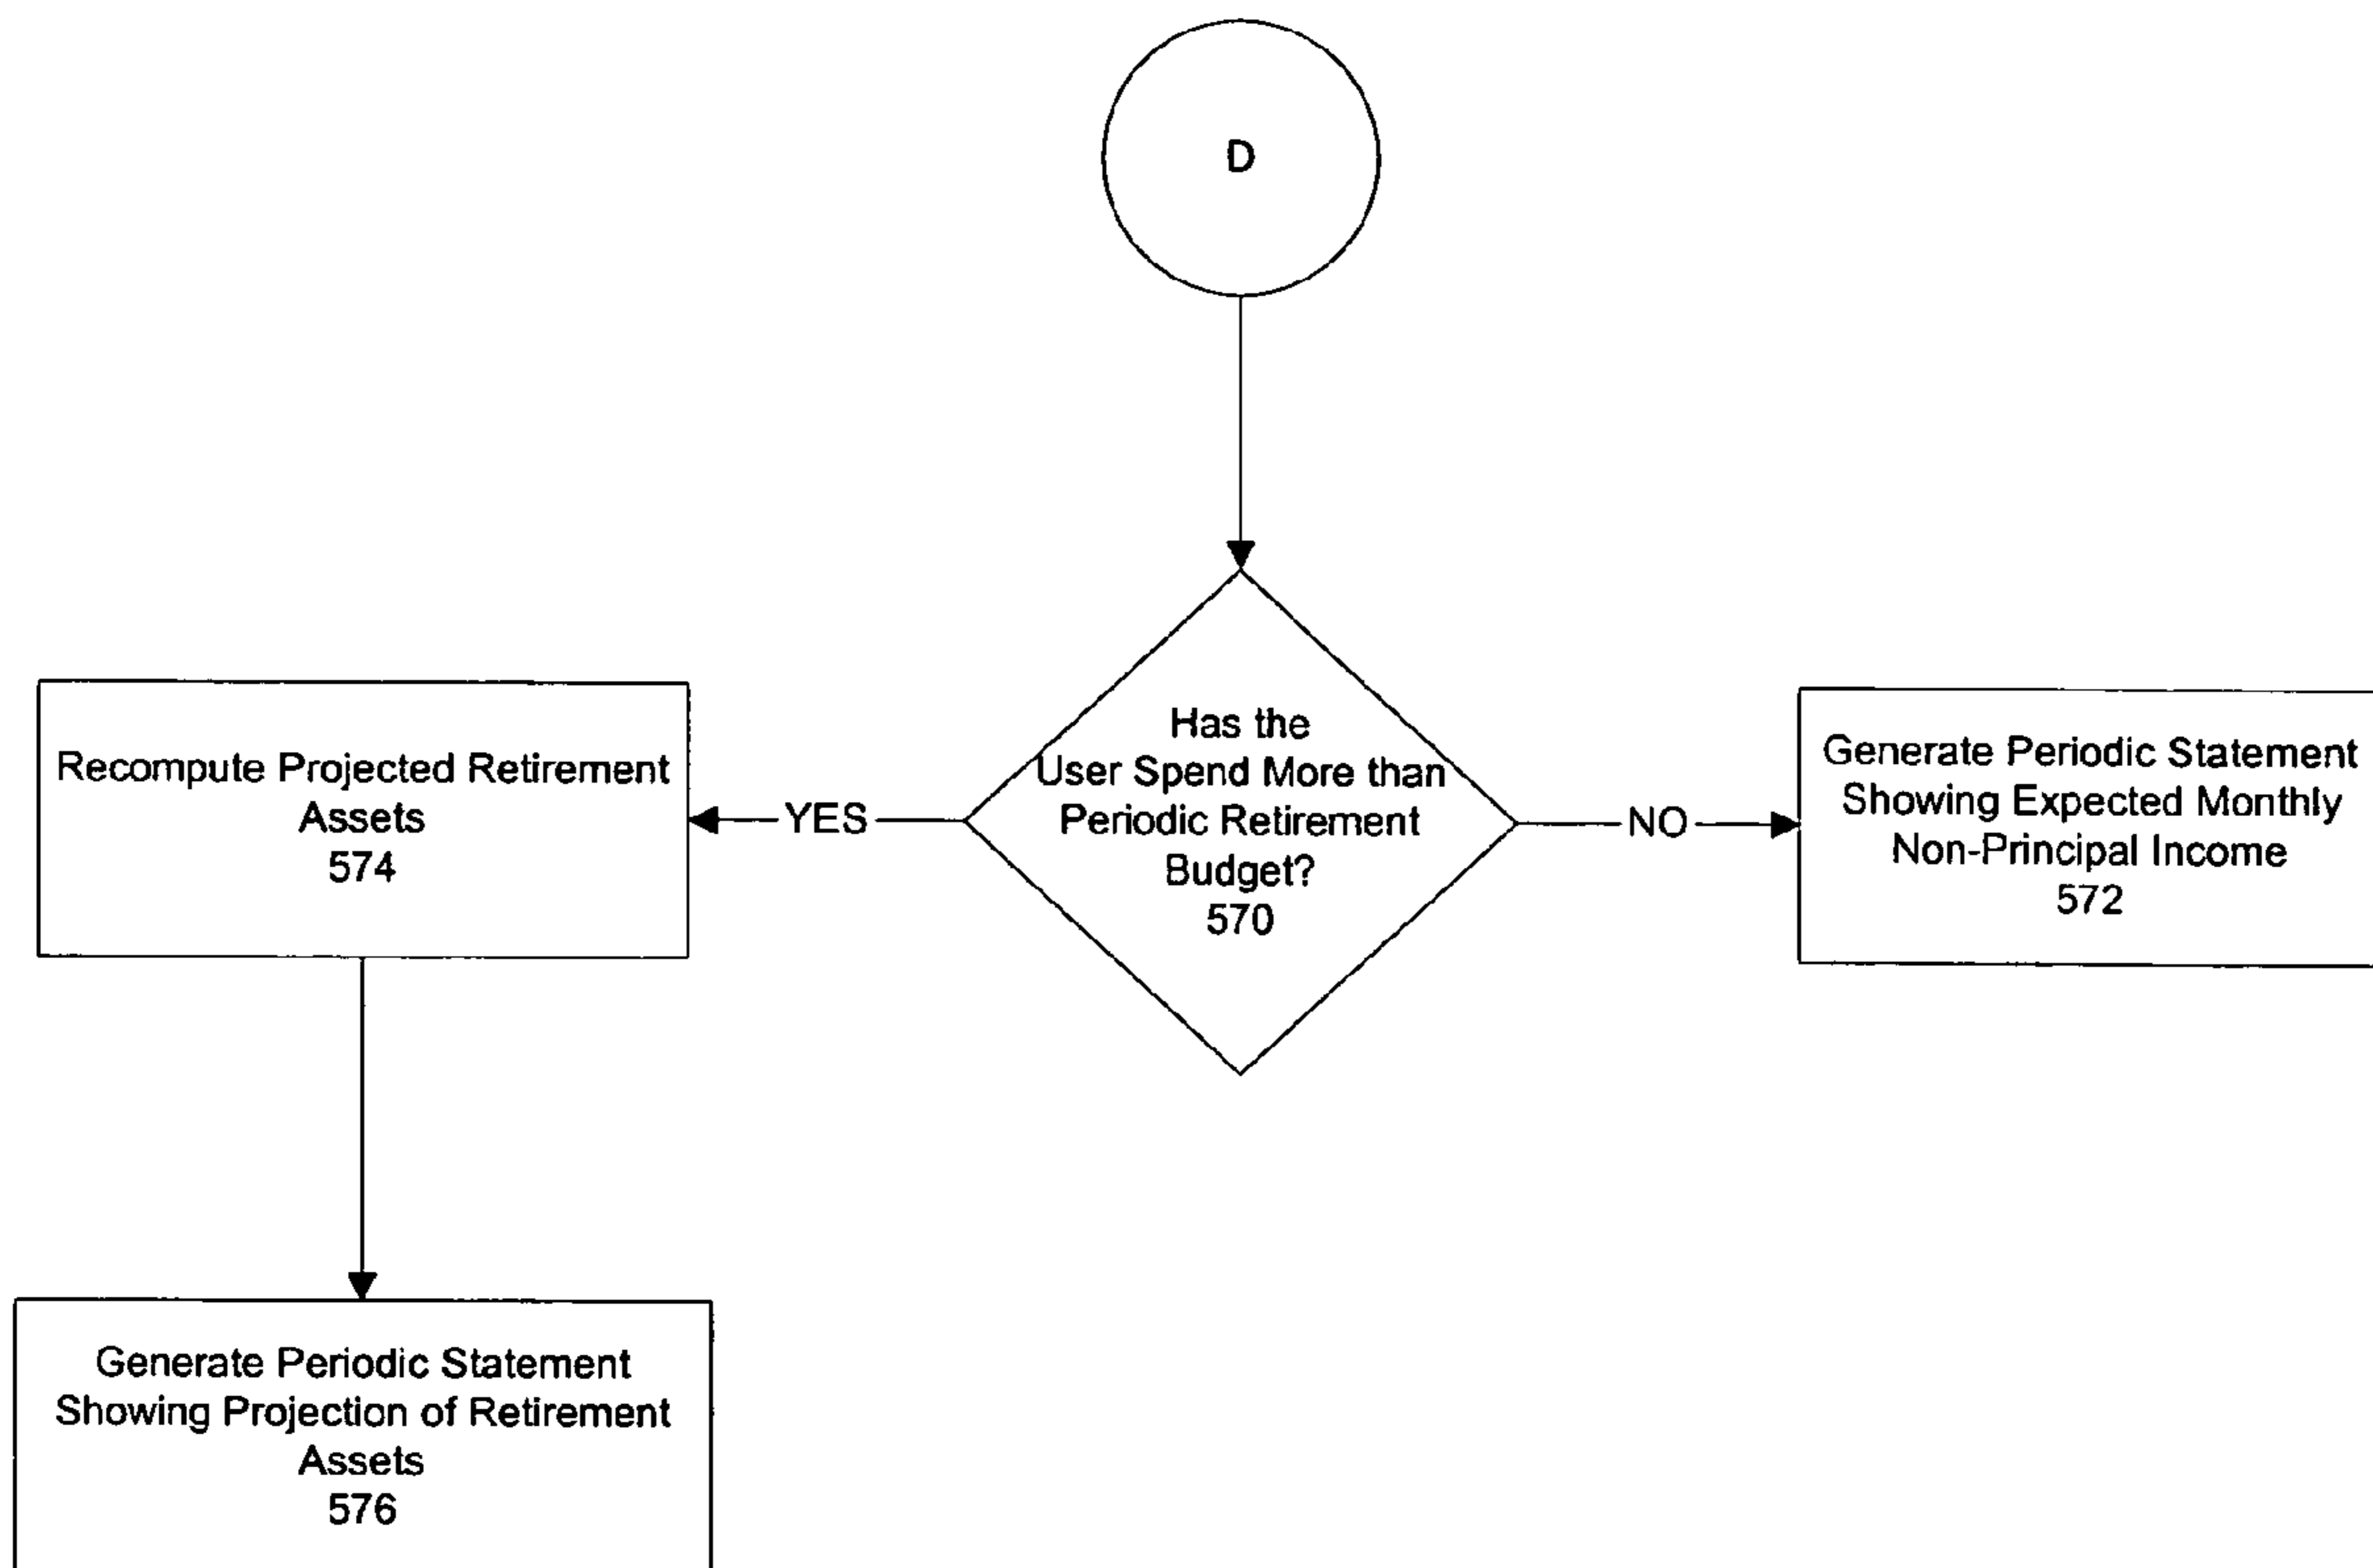 D
Has the
User Spend More than
Periodic Retirement
Budget?
570
YES
NO
Recompute Projected Retirement
Assets
574
Generate Periodic Statement
Showing Expected Monthly
Non-Principal Income
572
Generate Periodic Statement
Showing Projection of Retirement
Assets
576